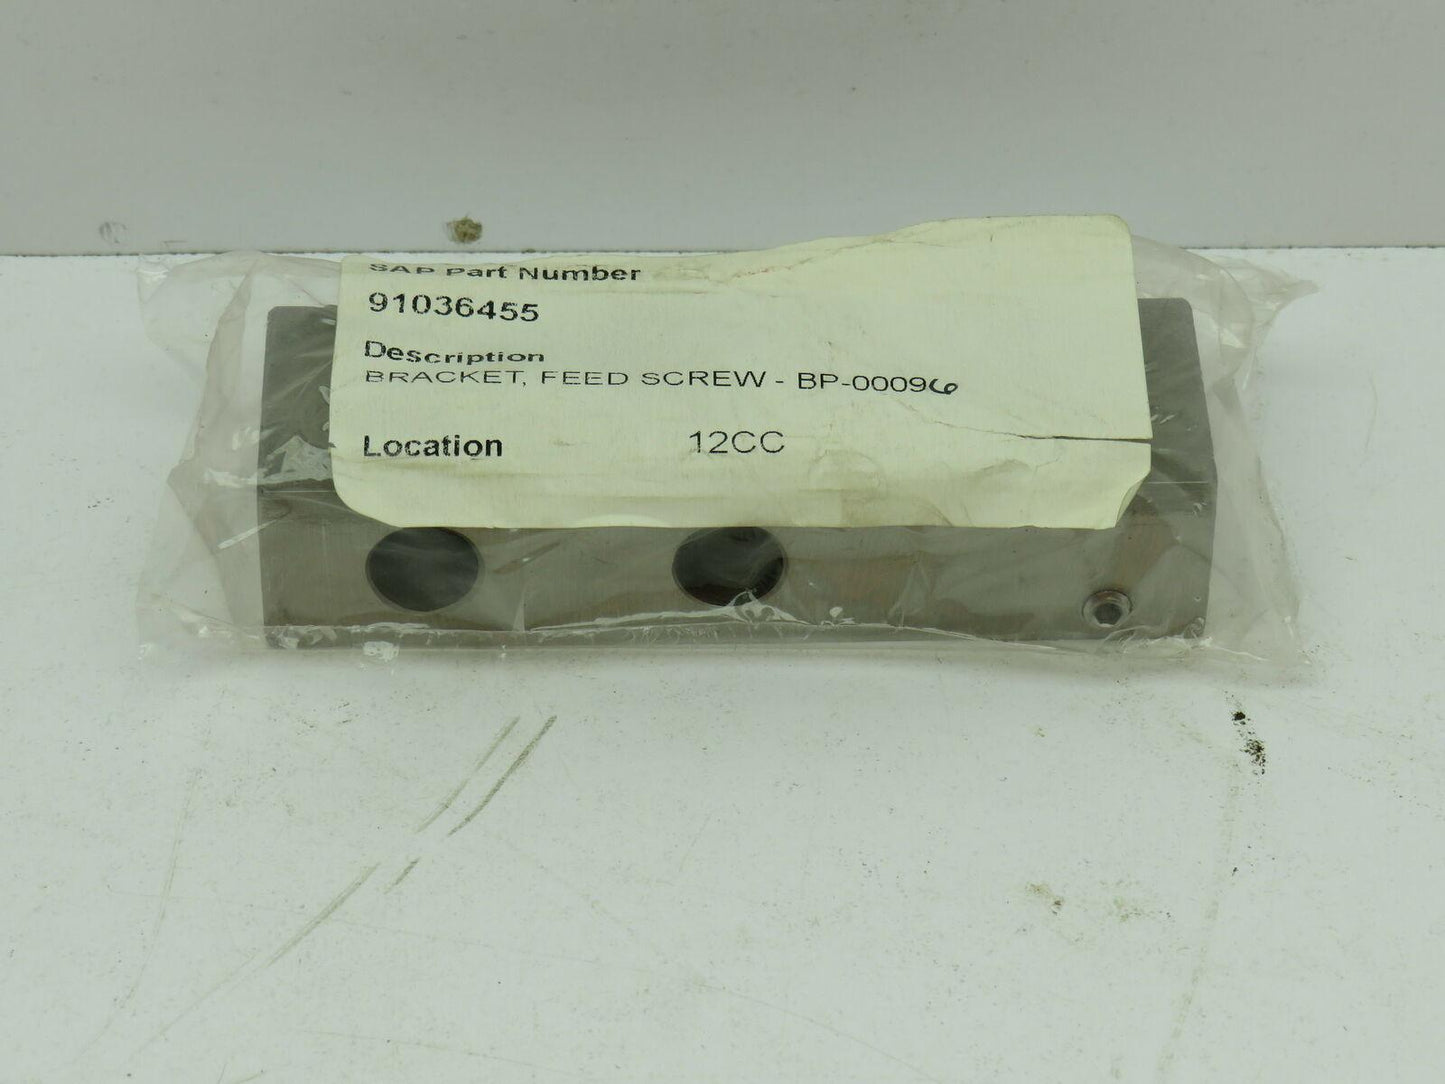 SAP Part Number
91036455
Description
BRACKET, FEED SCREW - BP-00096
Location 12CC